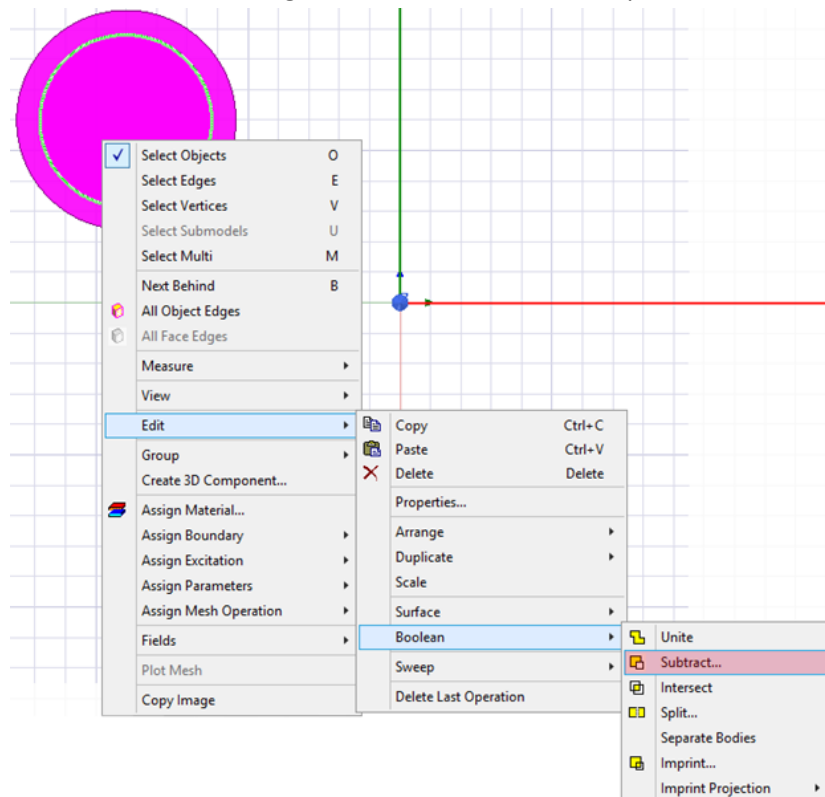 Select Objects O
Select Edges E
Select Vertices V
Select Submodels U
Select Multi M
Next Behind B
All Object Edges
All Face Edges
Measure
View
Edit
Group
Create 3D Component...
Assign Material...
Assign Boundary
Assign Excitation
Assign Parameters
Assign Mesh Operation
Fields
Plot Mesh
Copy Image
Copy Ctrl+C
Paste Ctrl+V
Delete Delete
Properties...
Arrange
Duplicate
Scale
Surface
Boolean
Sweep
Delete Last Operation
Unite
Subtract...
Intersect
Split...
Separate Bodies
Imprint...
Imprint Projection